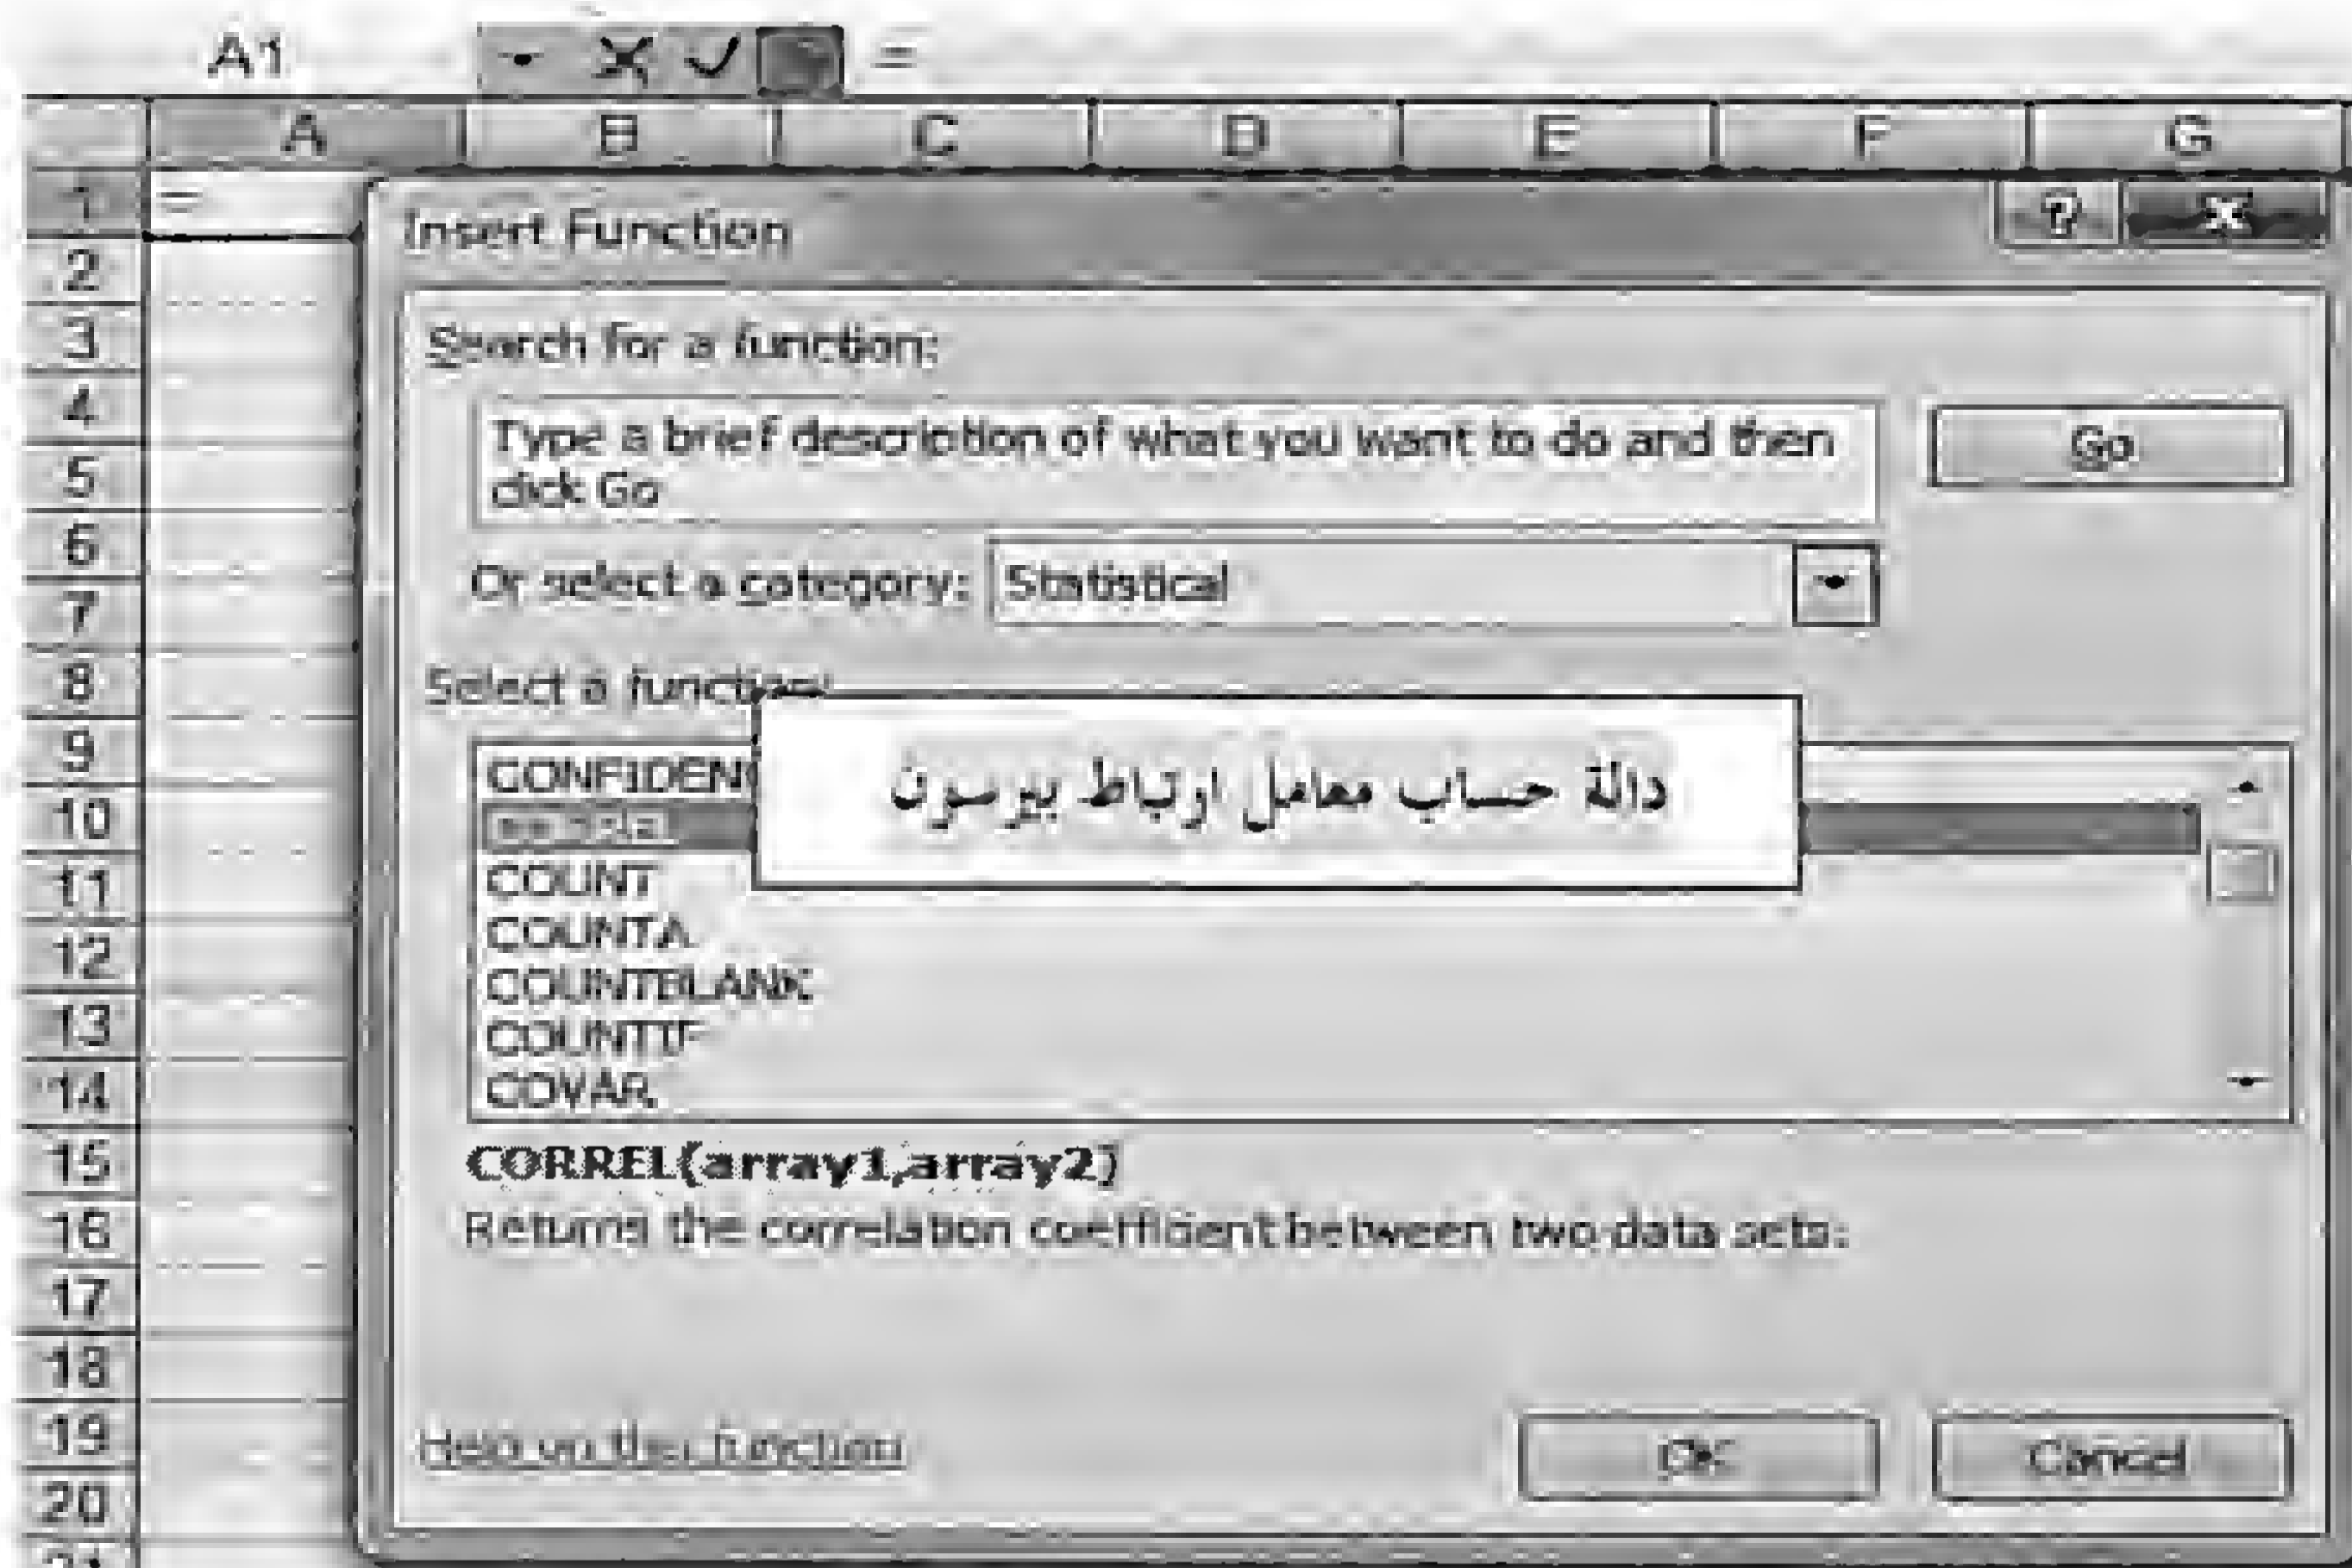 A1 =
A B C D E F G
1 =
Insert Function ? x
2
Search for a function:
3
4
Type a brief description of what you want to do and then
Go
click Go
5
6
Or select a category: Statistical
7
Select a function:
8
دالة حساب معامل ارتباط بيرسون
9
CONFIDENC
10
CORREL
11
COUNT
COUNTA
12
COUNTBLANK
13
COUNTIF
14
COVAR
15
CORREL(array1,array2)
16
Returns the correlation coefficient between two data sets.
17
18
19
Help on this function
OK Cancel
20
21